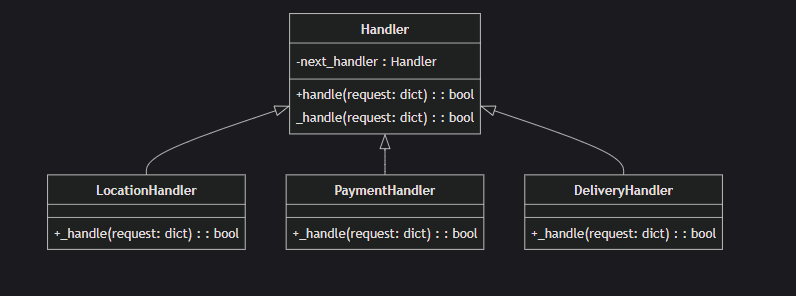 Handler
-next_handler : Handler
+handle(request: dict) : : bool
_handle(request: dict) : : bool
LocationHandler
+_handle(request: dict) : : bool
PaymentHandler
+_handle(request: dict) : : bool
DeliveryHandler
+_handle(request: dict) : : bool